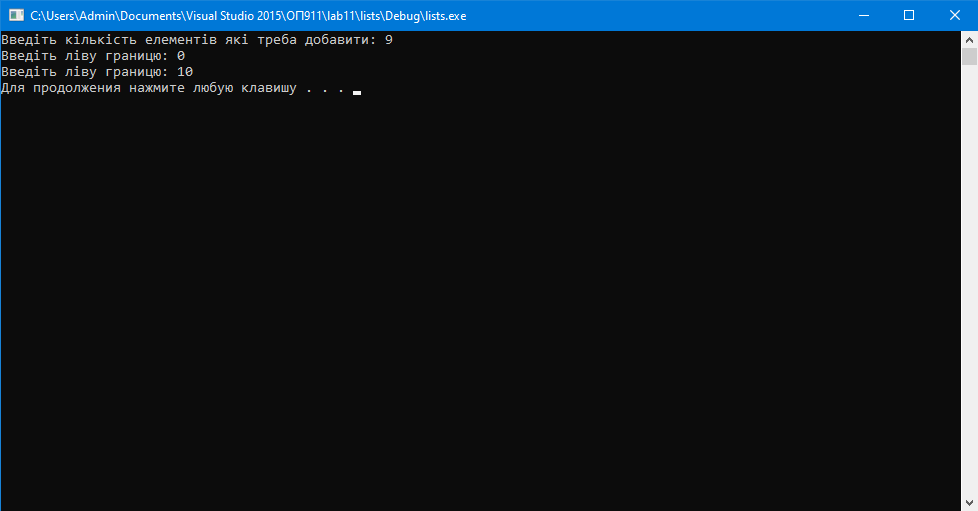 C:\Users\Admin\Documents\Visual Studio 2015\ОП911\lab11\lists\Debug\lists.exe
Введіть кількість елементів які треба добавити: 9
Введіть ліву границю: 0
Введіть ліву границю: 10
Для продолжения нажмите любую клавишу . . .